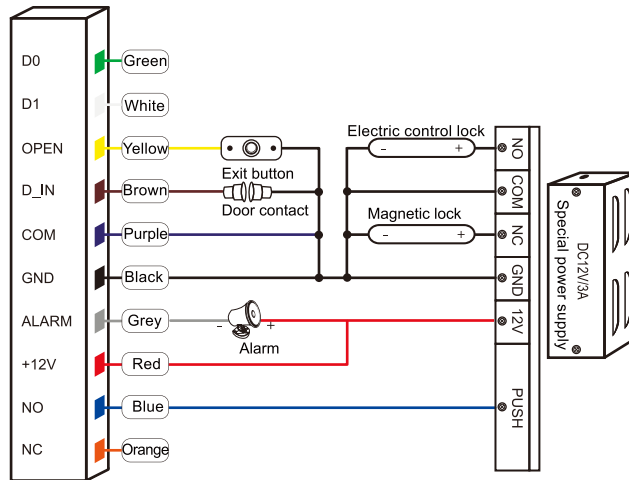 D0
Green
D1
White
OPEN
Yellow
Exit button
D_IN
Brown
Door contact
COM
Purple
GND
Black
ALARM
Grey
-
+
Alarm
+12V
Red
NO
Blue
NC
Orange
Electric control lock
-
+
Magnetic lock
-
+
NO
COM
NC
GND
12V
PUSH
DC12V/3A
Special power supply